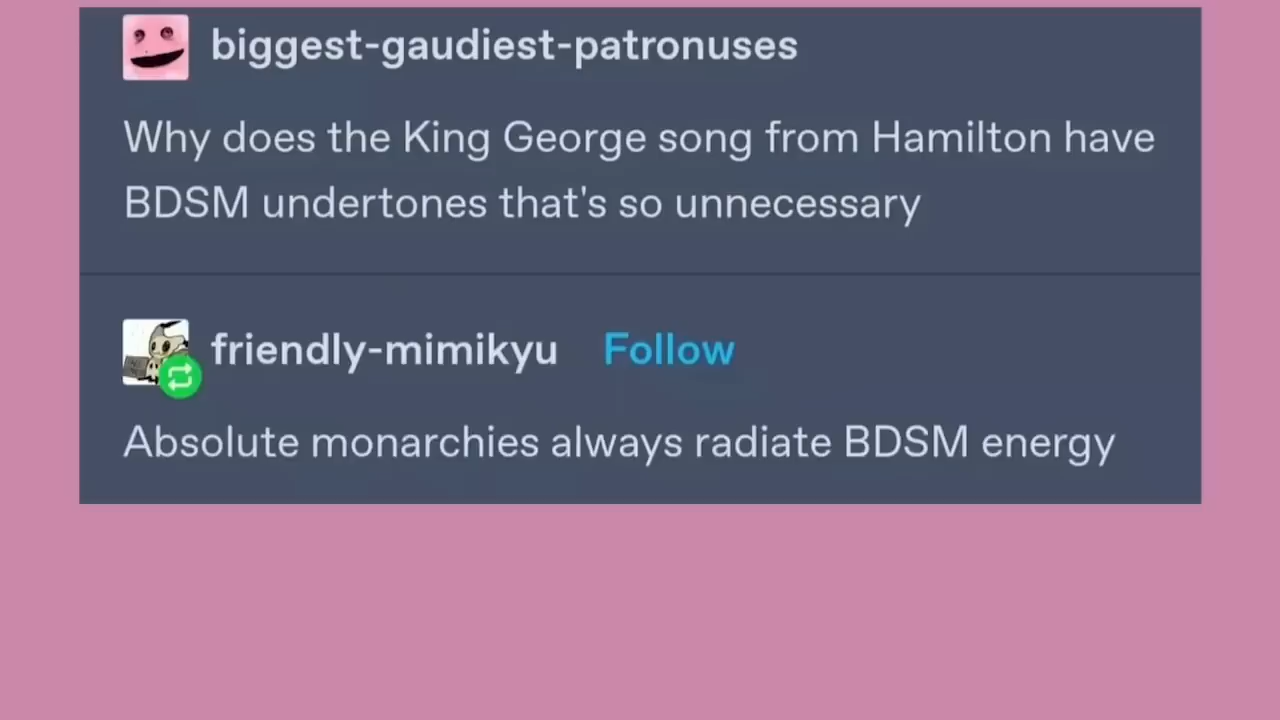 biggest-gaudiest-patronuses
Why does the King George song from Hamilton have
BDSM undertones that's so unnecessary
friendly-mimikyu Follow
Absolute monarchies always radiate BDSM energy